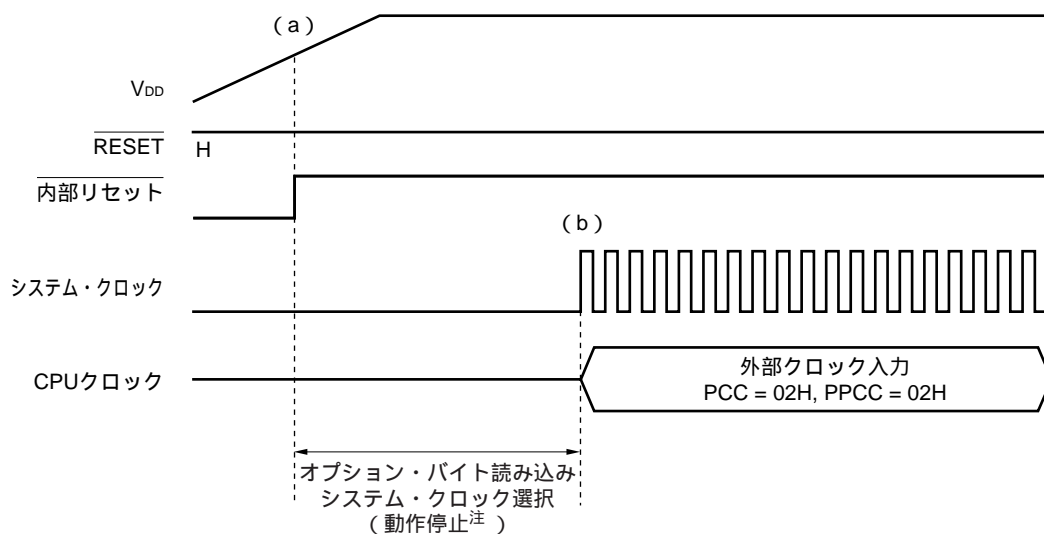 (a)
VDD
RESET
H
内部リセット
(b)
システム・クロック
外部クロック入力
CPUクロック
PCC = 02H, PPCC = 02H
オプション・バイト読み込み
システム・クロック選択
(動作停止注)